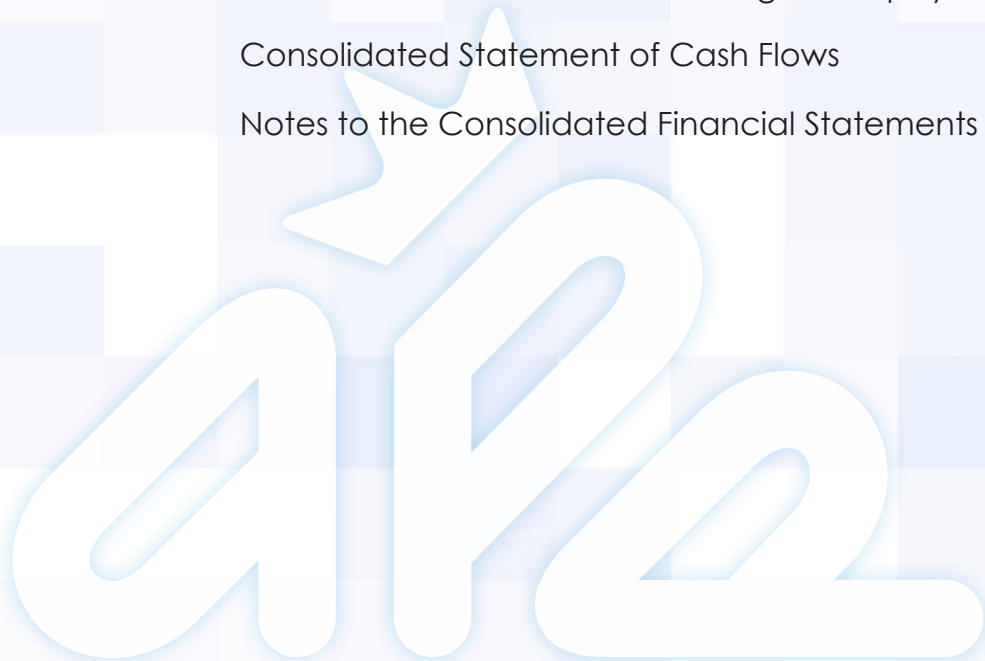 Consolidated Statement of Cash Flows
Notes to the Consolidated Financial Statements